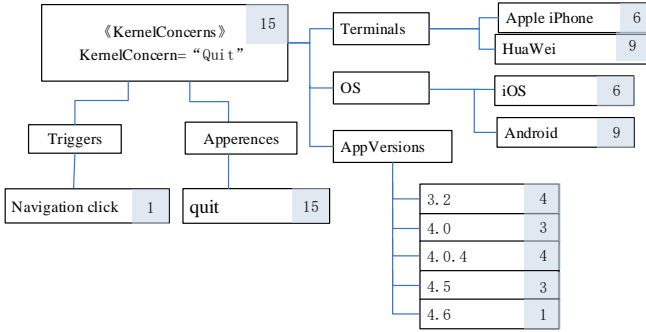 《KernelConcerns》 15
KernelConcern=“Quit”
Terminals
Apple iPhone 6
HuaWei 9
OS
iOS 6
Android 9
Triggers
Apperences
AppVersions
Navigation click 1
quit 15
3.2 4
4.0 3
4.0.4 4
4.5 3
4.6 1